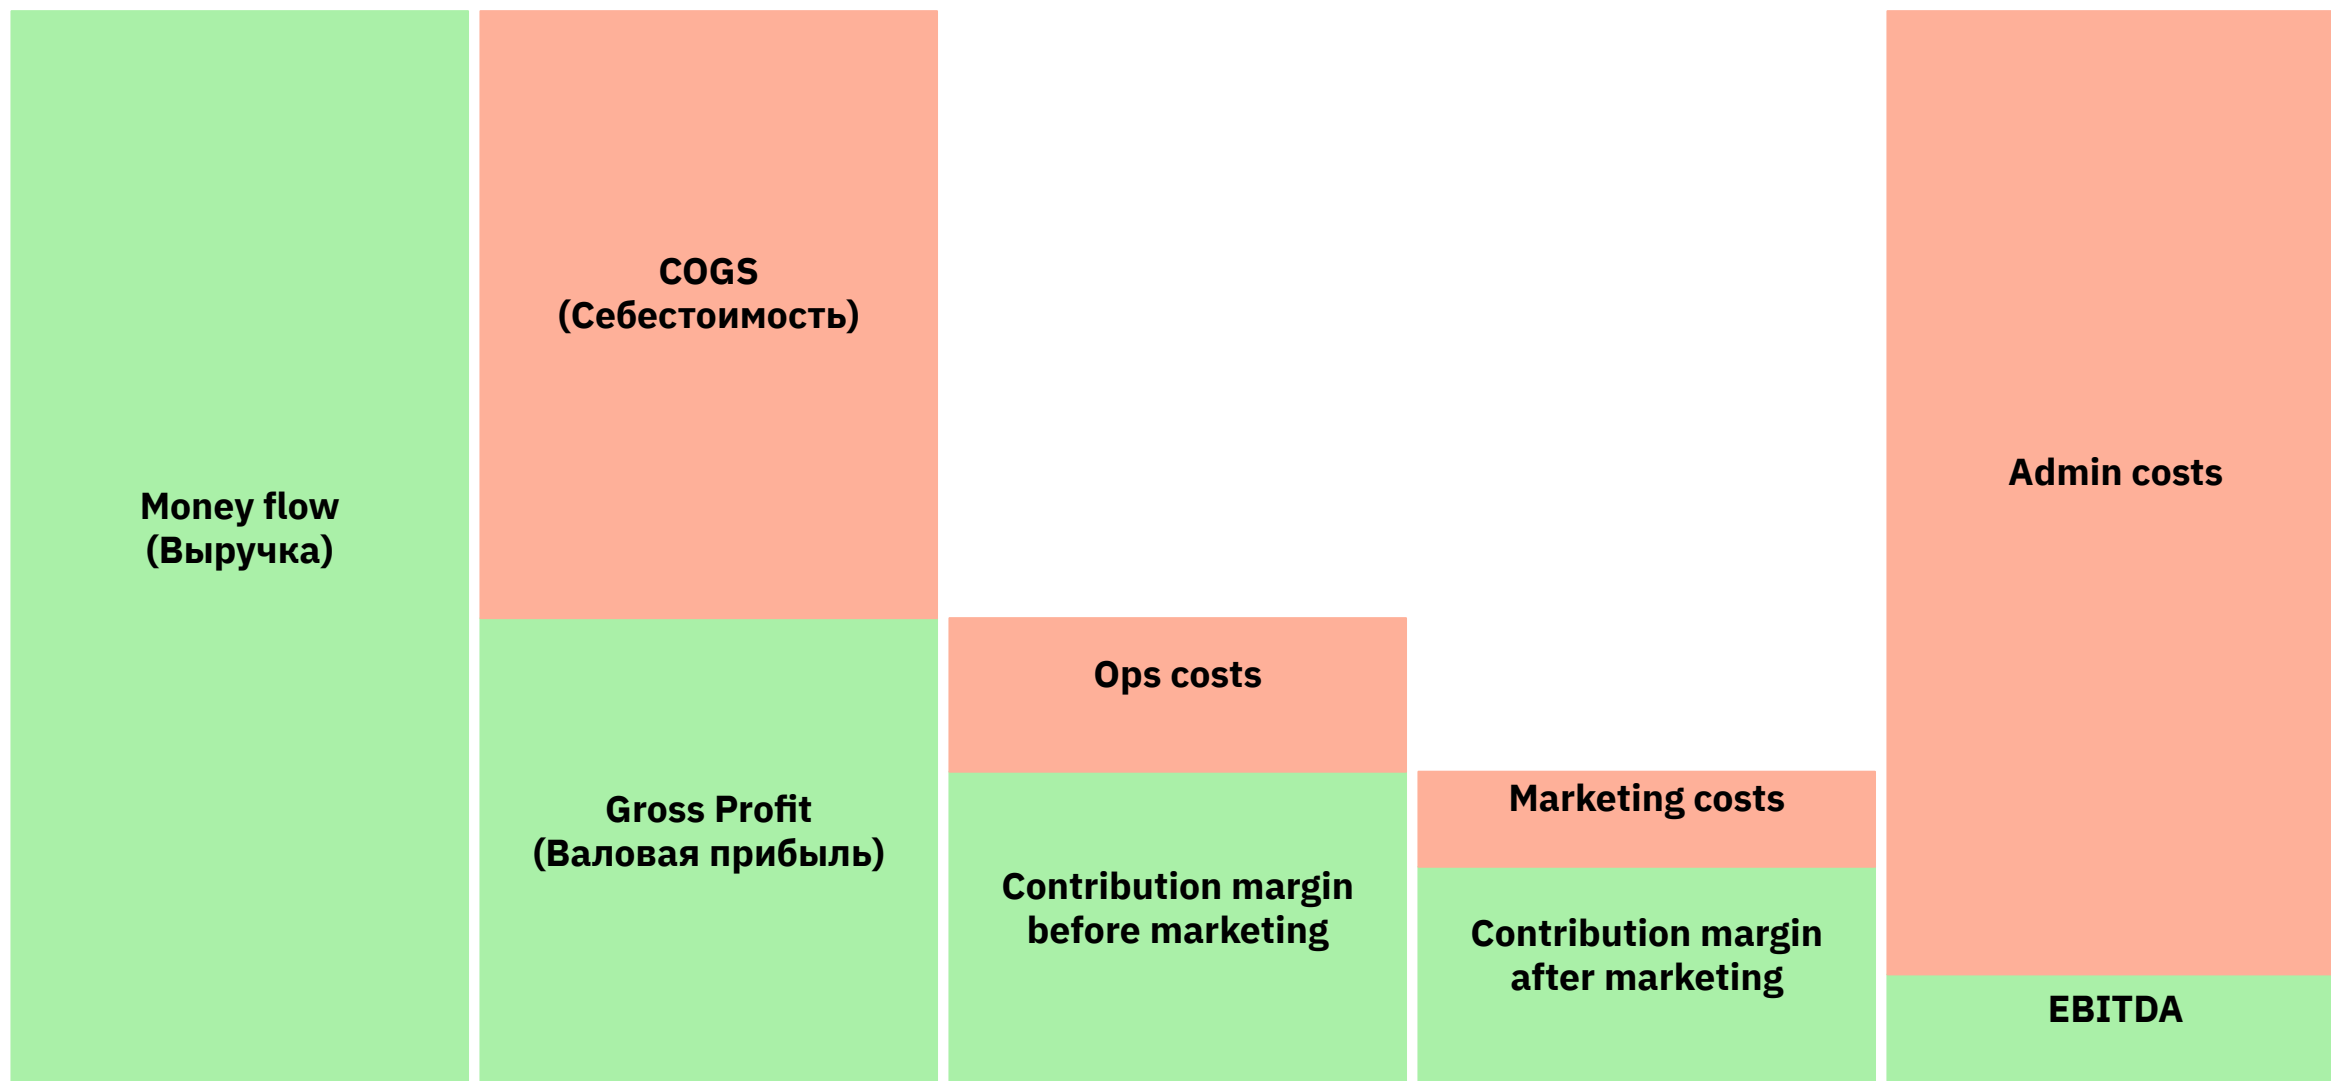 Money flow
(Выручка)
COGS
(Себестоимость)
Gross Profit
(Валовая прибыль)
Ops costs
Contribution margin
before marketing
Marketing costs
Contribution margin
after marketing
Admin costs
EBITDA